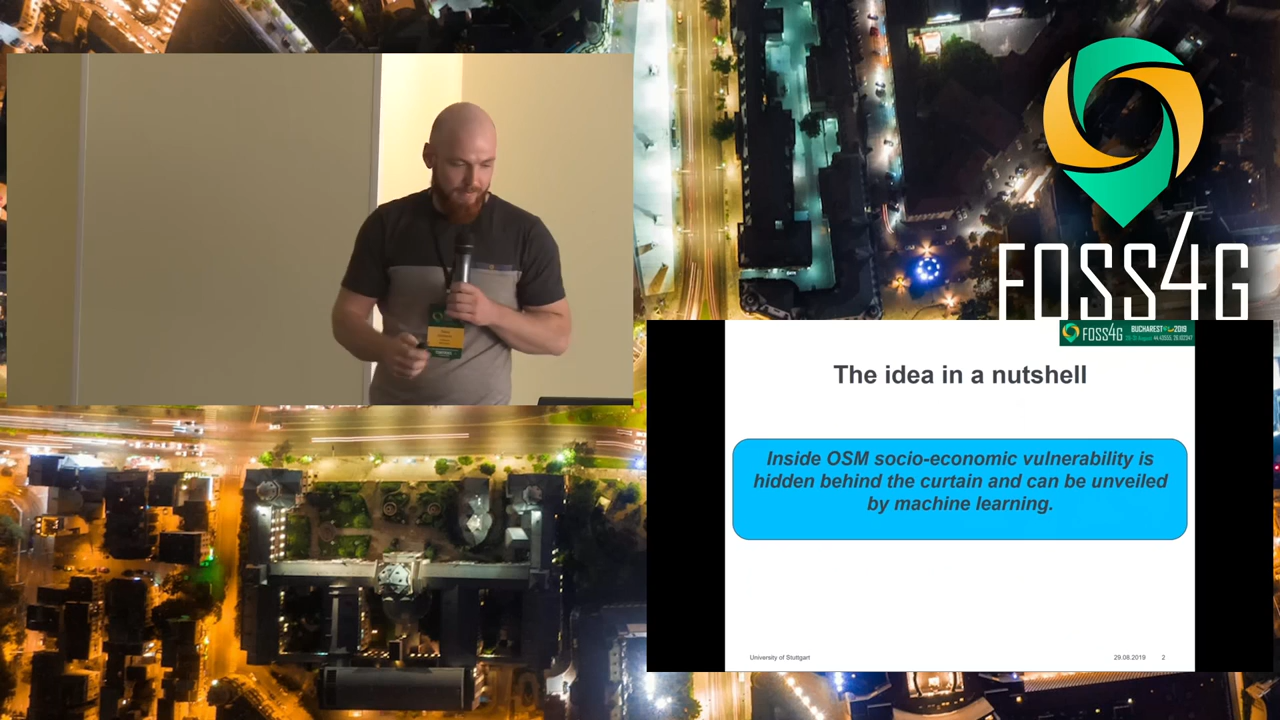 FOSS4G
FOSS4G BUCHAREST 2019
The idea in a nutshell
Inside OSM socio-economic vulnerability is
hidden behind the curtain and can be unveiled
by machine learning.
University of Stuttgart
29.08.2019 2